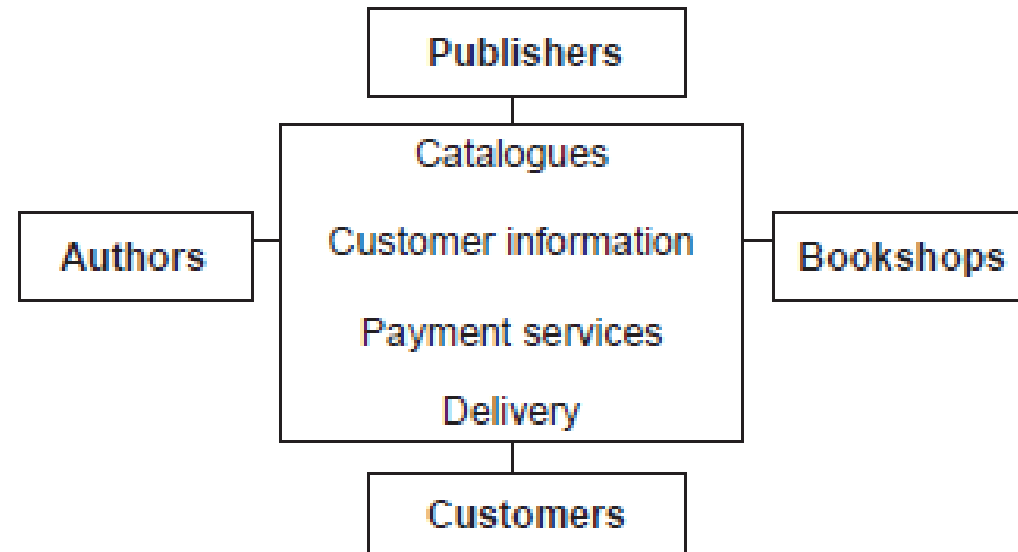 Publishers
Catalogues
Authors
Customer information
Bookshops
Payment services
Delivery
Customers